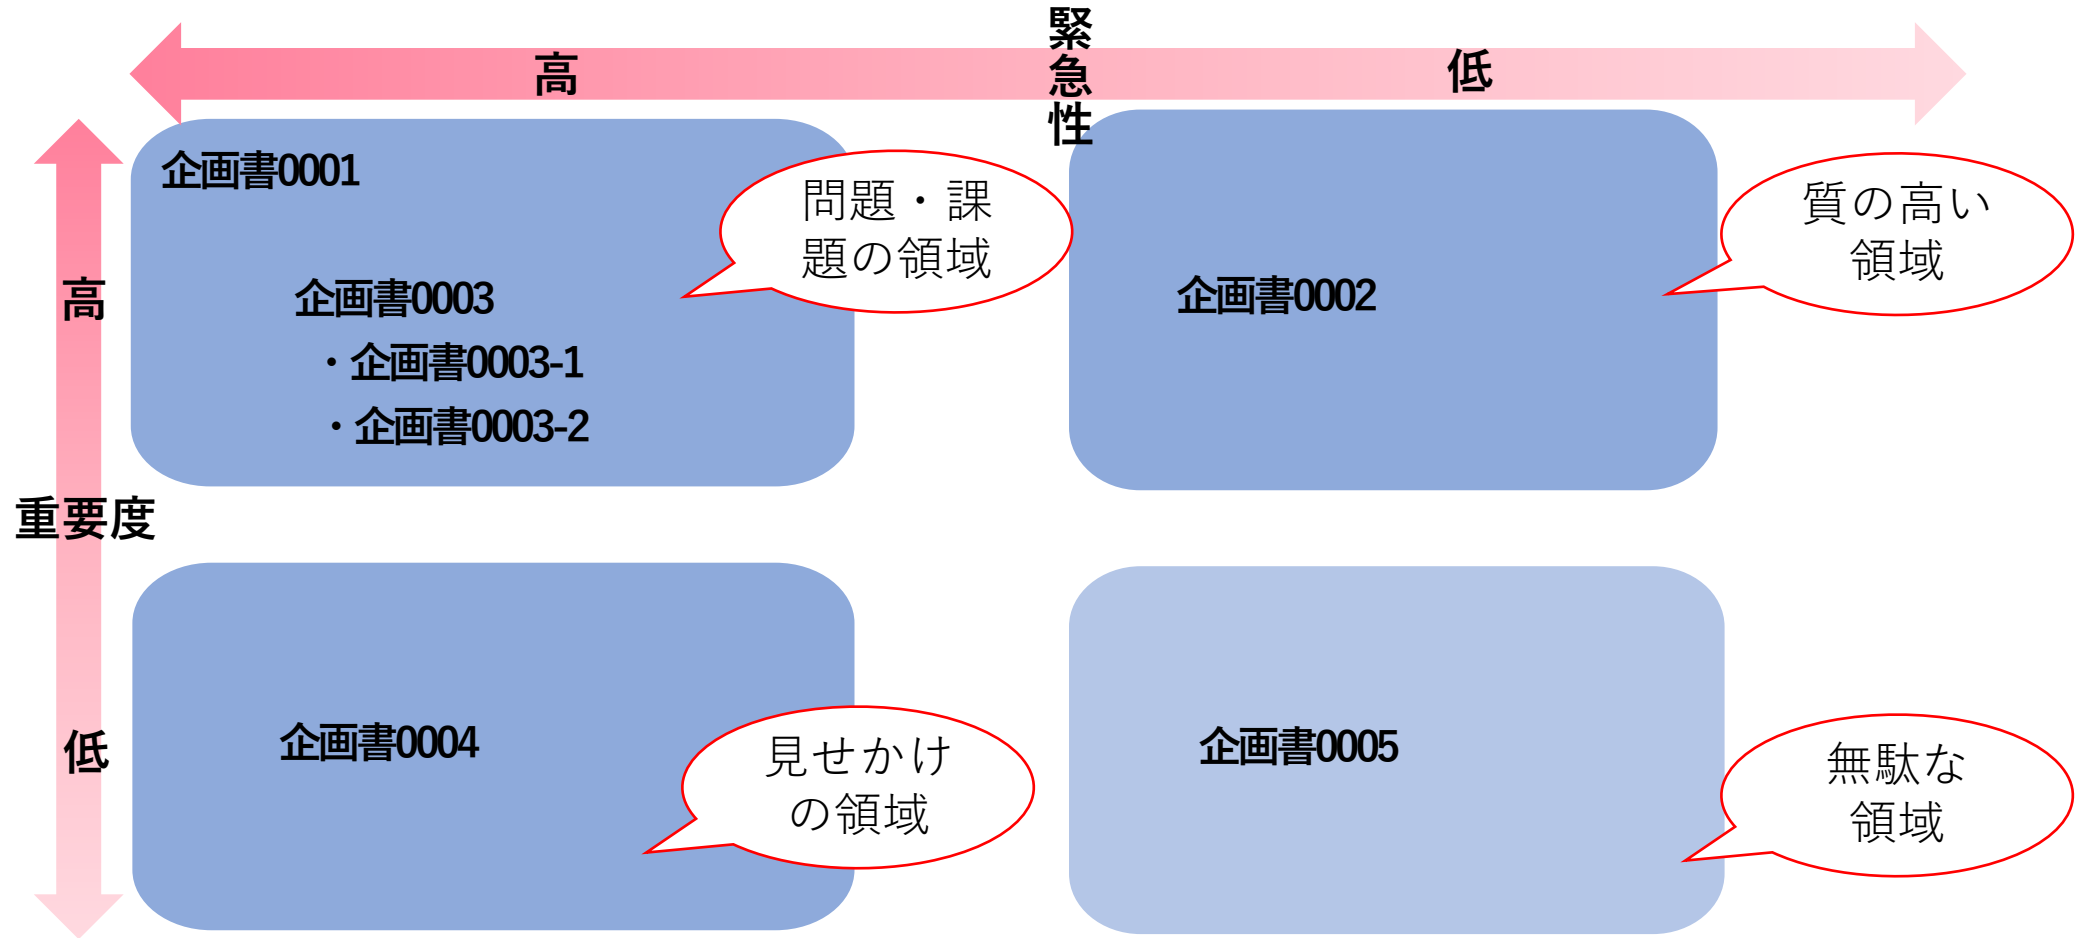 緊急性
高
低
企画書0001
問題・課
題の領域
質の高い
領域
高
企画書0003
・企画書0003-1
・企画書0003-2
企画書0002
重要度
低
企画書0004
見せかけ
の領域
企画書0005
無駄な
領域